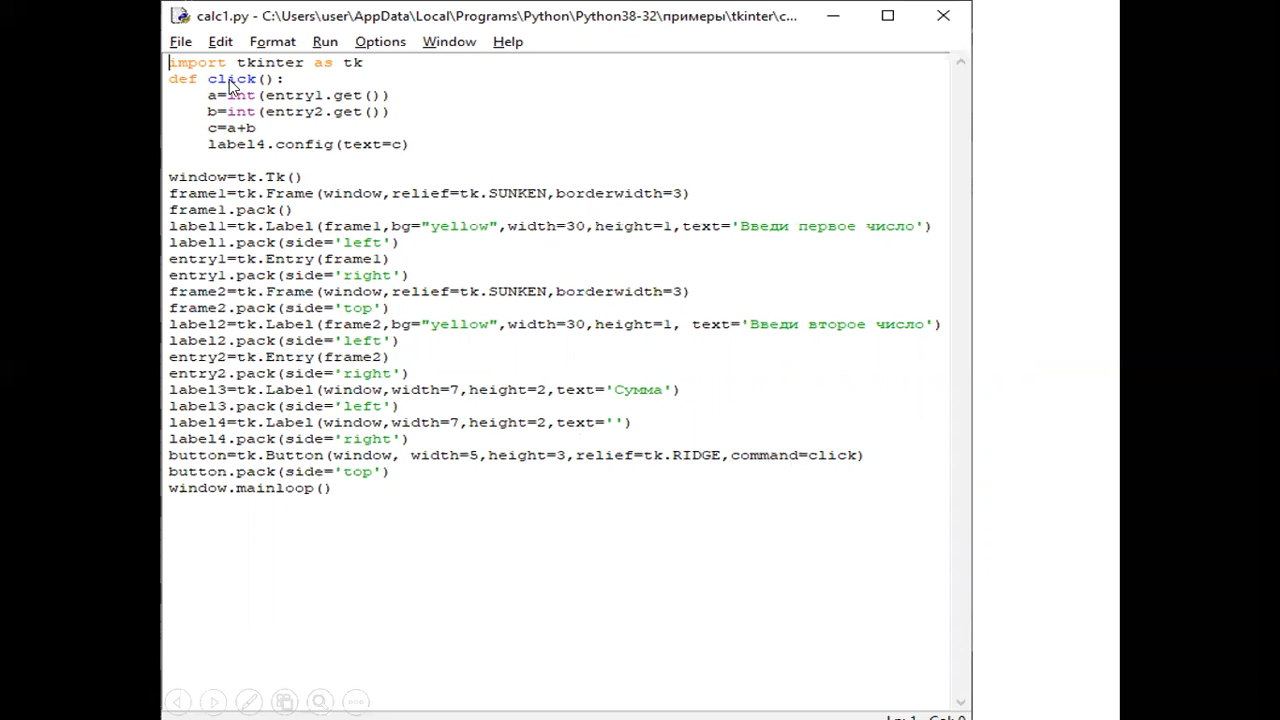 calc1.py - C:\Users\user\AppData\Local\Programs\Python\Python38-32\примеры\tkinter\c...
File Edit Format Run Options Window Help
import tkinter as tk
def click():
    a=int(entry1.get())
    b=int(entry2.get())
    c=a+b
    label4.config(text=c)
window=tk.Tk()
frame1=tk.Frame(window,relief=tk.SUNKEN,borderwidth=3)
frame1.pack()
label1=tk.Label(frame1,bg="yellow",width=30,height=1,text='Введи первое число')
label1.pack(side='left')
entry1=tk.Entry(frame1)
entry1.pack(side='right')
frame2=tk.Frame(window,relief=tk.SUNKEN,borderwidth=3)
frame2.pack(side='top')
label2=tk.Label(frame2,bg="yellow",width=30,height=1, text='Введи второе число')
label2.pack(side='left')
entry2=tk.Entry(frame2)
entry2.pack(side='right')
label3=tk.Label(window,width=7,height=2,text='Сумма')
label3.pack(side='left')
label4=tk.Label(window,width=7,height=2,text='')
label4.pack(side='right')
button=tk.Button(window, width=5,height=3,relief=tk.RIDGE,command=click)
button.pack(side='top')
window.mainloop()